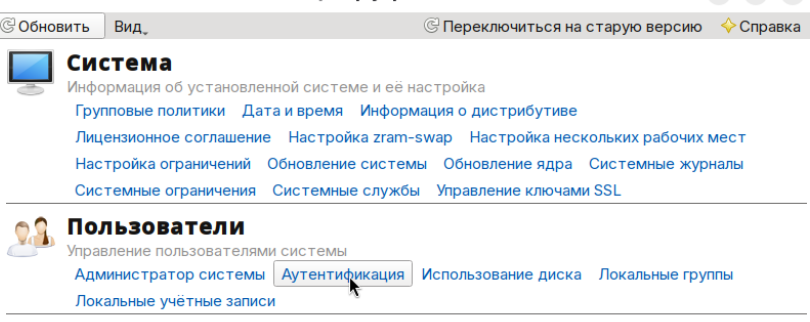 Обновить Вид Переключиться на старую версию Справка
Система
Информация об установленной системе и её настройка
Групповые политики Дата и время Информация о дистрибутиве
Лицензионное соглашение Настройка zram-swap Настройка нескольких рабочих мест
Настройка ограничений Обновление системы Обновление ядра Системные журналы
Системные ограничения Системные службы Управление ключами SSL
Пользователи
Управление пользователями системы
Администратор системы Аутентификация Использование диска Локальные группы
Локальные учётные записи